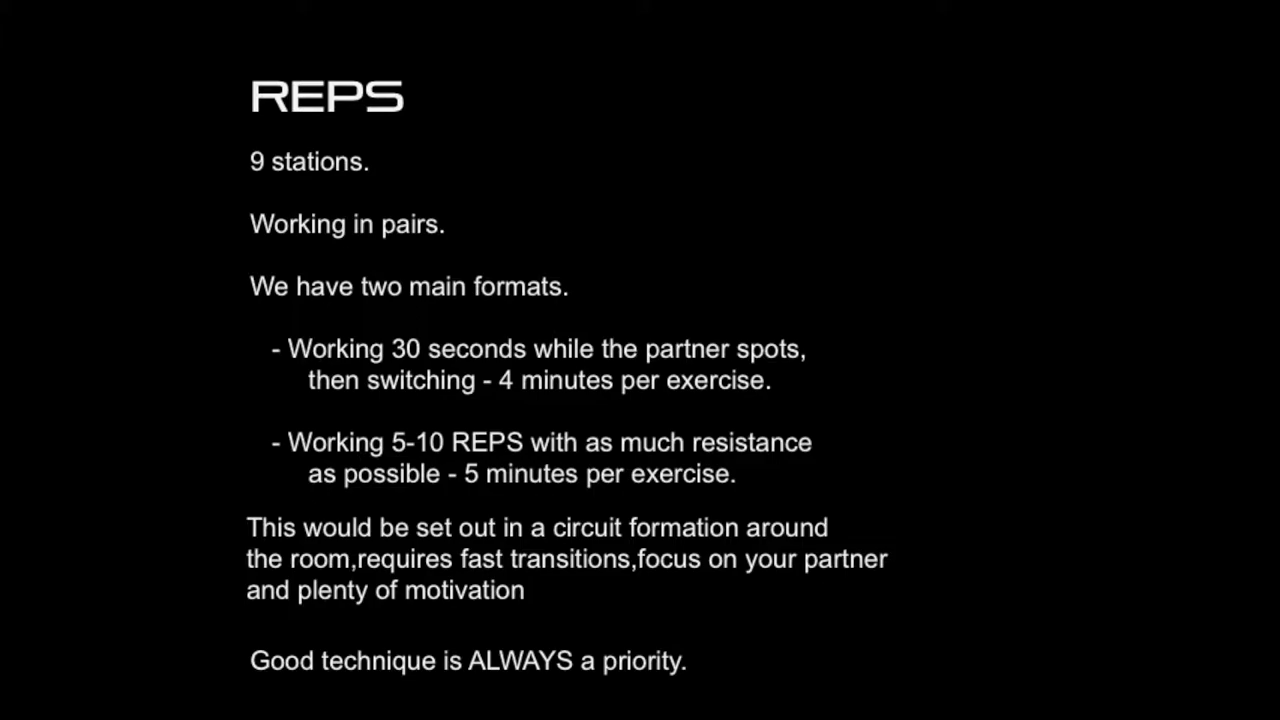 REPS
9 stations.
Working in pairs.
We have two main formats.
- Working 30 seconds while the partner spots,
then switching - 4 minutes per exercise.
- Working 5-10 REPS with as much resistance
as possible - 5 minutes per exercise.
This would be set out in a circuit formation around
the room,requires fast transitions,focus on your partner
and plenty of motivation
Good technique is ALWAYS a priority.